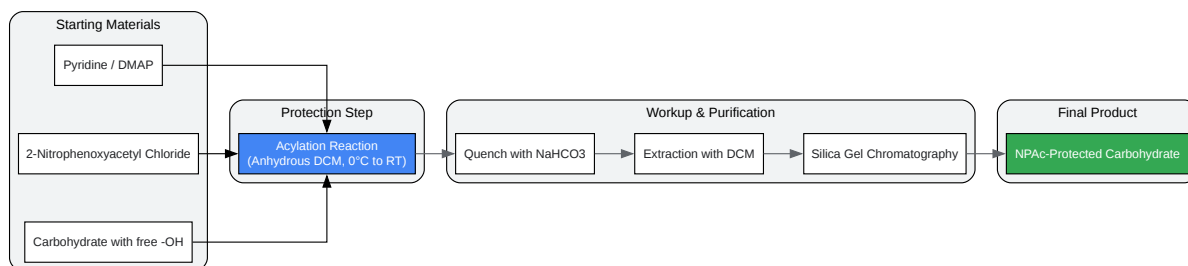 Starting Materials
Pyridine / DMAP
2-Nitrophenoxyacetyl Chloride
Carbohydrate with free -OH
Protection Step
Acylation Reaction
(Anhydrous DCM, 0°C to RT)
Workup & Purification
Quench with NaHCO3
Extraction with DCM
Silica Gel Chromatography
Final Product
NPAc-Protected Carbohydrate